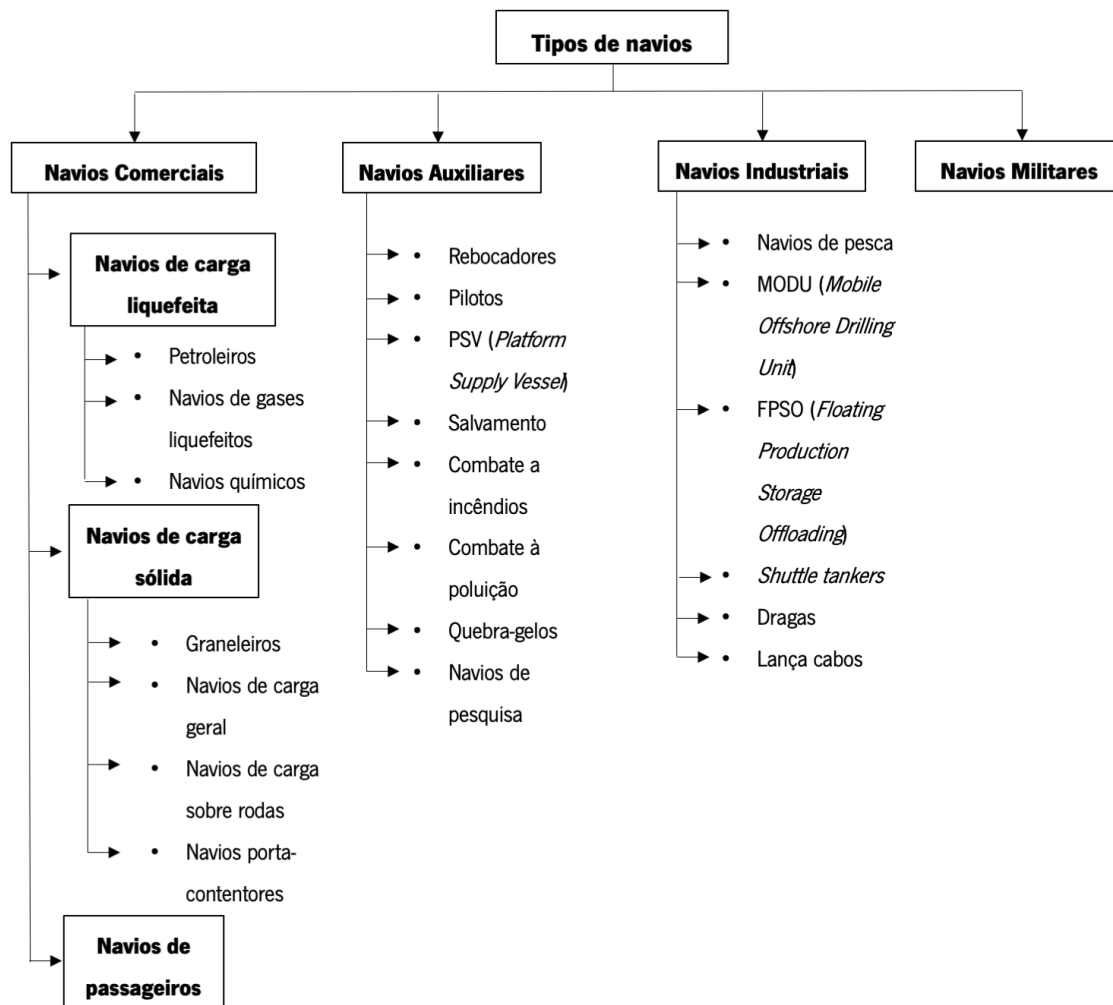 Tipos de navios
Navios Comerciais
Navios de carga
liquefeita
• Petroleiros
• Navios de gases
liquefeitos
• Navios químicos
Navios de carga
sólida
• Graneleiros
• Navios de carga
geral
• Navios de carga
sobre rodas
• Navios porta-
contentores
Navios de
passageiros
Navios Auxiliares
• Rebocadores
• Pilotos
• PSV (Platform
Supply Vessel)
• Salvamento
• Combate a
incêndios
• Combate à
poluição
• Quebra-gelos
• Navios de
pesquisa
Navios Industriais
• Navios de pesca
• MODU (Mobile
Offshore Drilling
Unit)
• FPSO (Floating
Production
Storage
Offloading)
• Shuttle tankers
• Dragas
• Lança cabos
Navios Militares